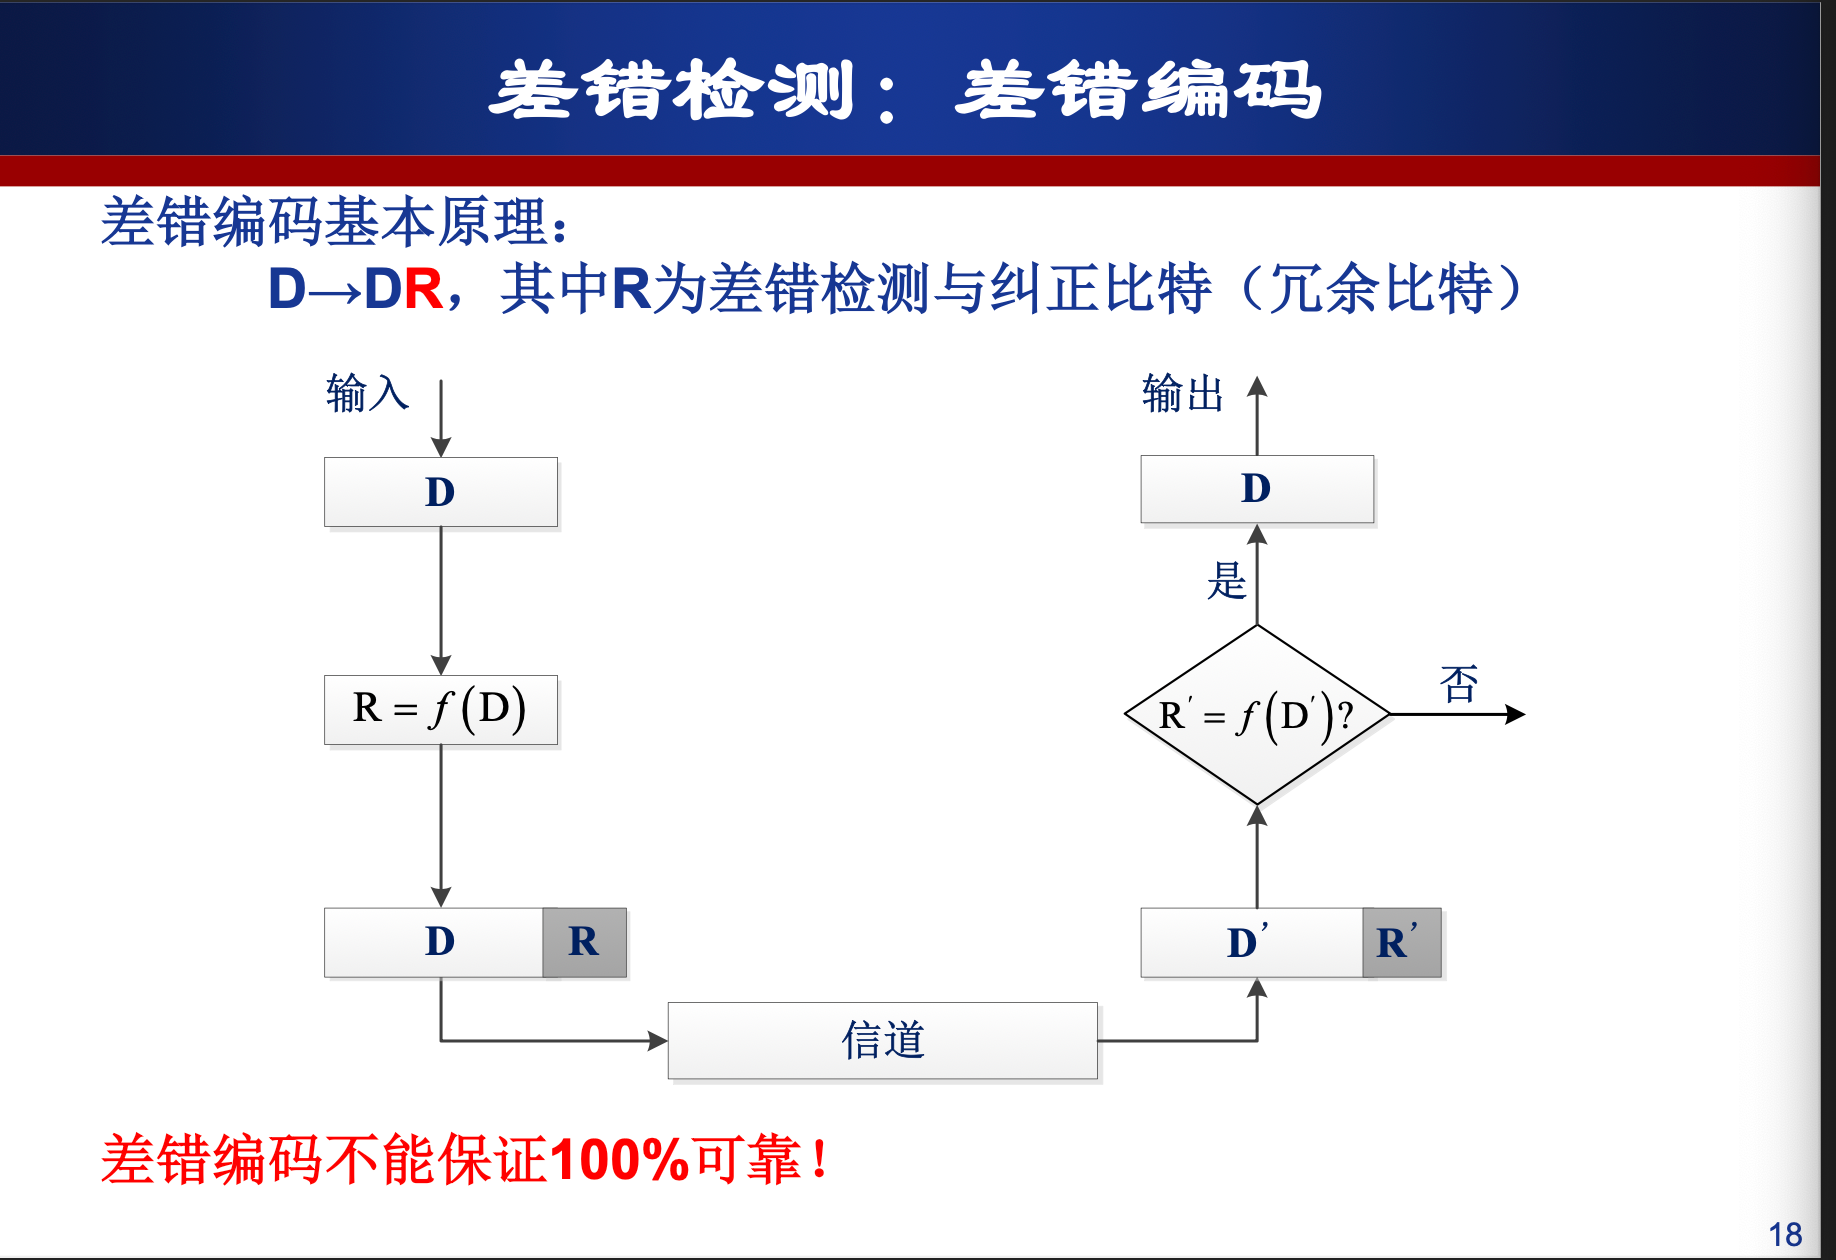 差错检测：差错编码
差错编码基本原理：
D→DR，其中R为差错检测与纠正比特（冗余比特）
输入
D
R = f(D)
D R
信道
D′ R′
R′ = f(D′)?
否
是
D
输出
差错编码不能保证100%可靠！
18